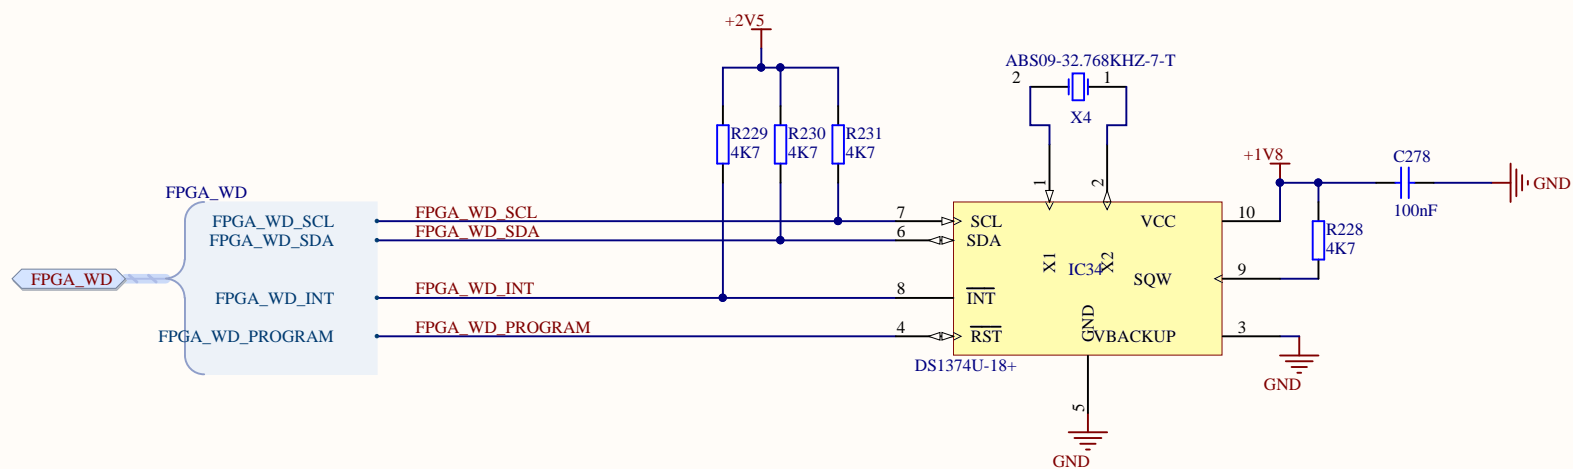 +2V5
ABS09-32.768KHZ-7-T
2
1
X4
R229
4K7
R230
4K7
R231
4K7
+1V8
C278
100nF
GND
FPGA_WD
FPGA_WD
FPGA_WD_SCL
FPGA_WD_SDA
FPGA_WD_INT
FPGA_WD_PROGRAM
FPGA_WD_SCL
FPGA_WD_SDA
FPGA_WD_INT
FPGA_WD_PROGRAM
7
6
8
4
1
2
SCL
SDA
INT
RST
X1
X2
IC34
GND
VCC
SQW
VBACKUP
10
9
3
R228
4K7
GND
DS1374U-18+
5
GND